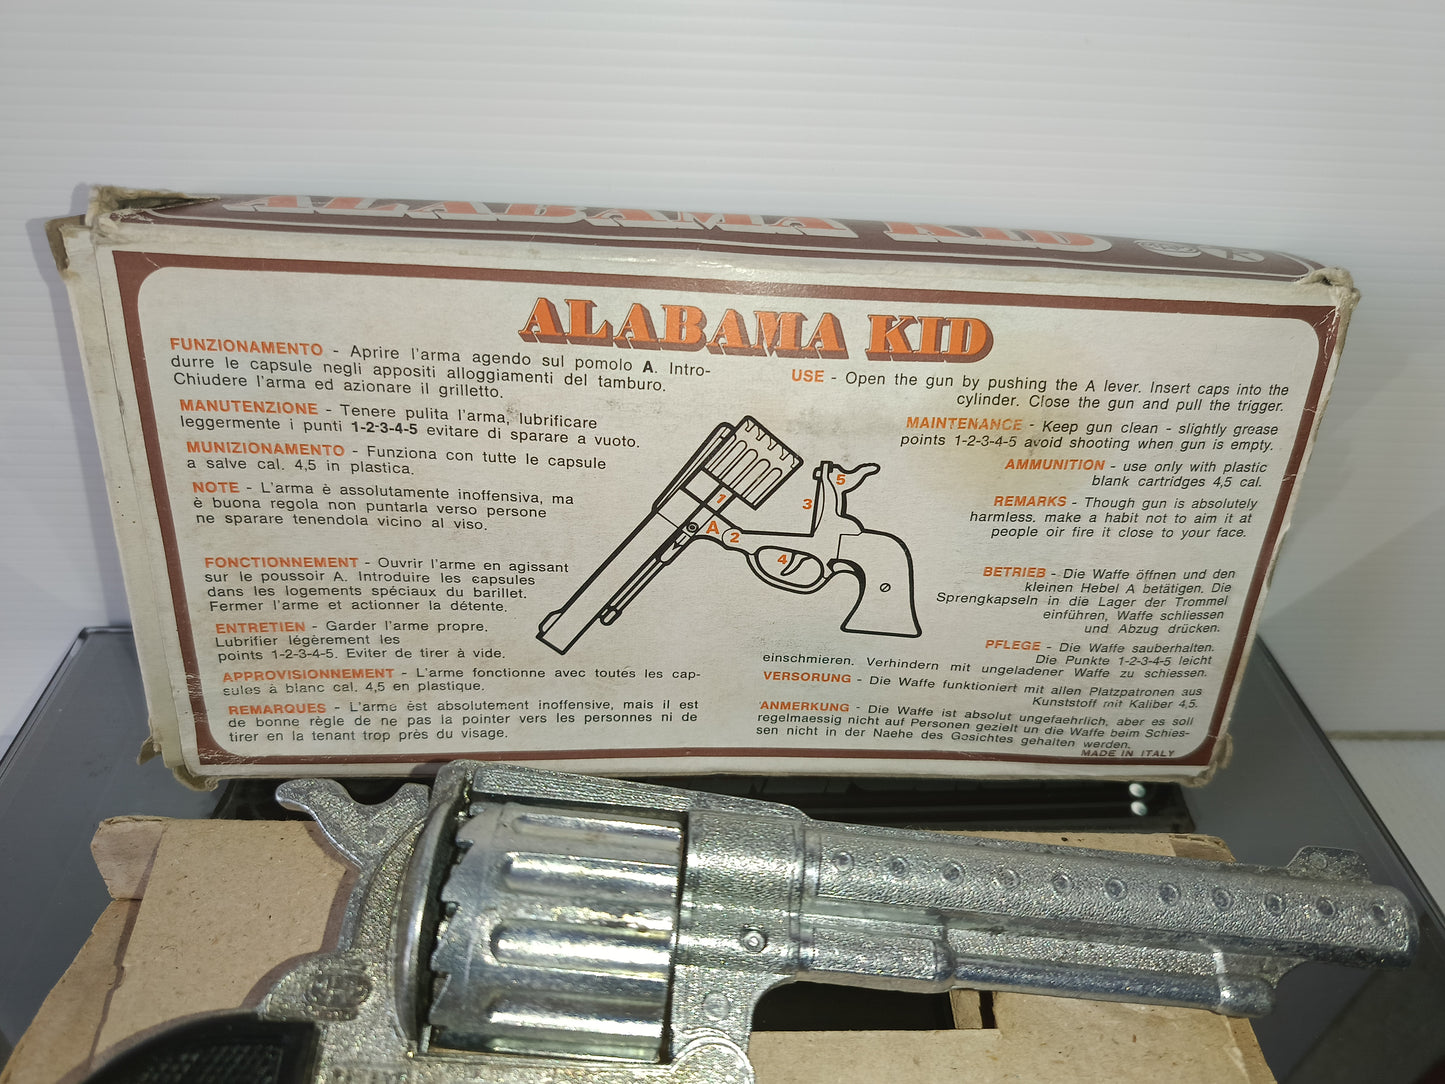 ALABAMA KID
ALABAMA KID
FUNZIONAMENTO - Aprire l'arma agendo sul pomolo A. Intro-
durre le capsule negli appositi alloggiamenti del tamburo.
Chiudere l'arma ed azionare il grilletto.
MANUTENZIONE - Tenere pulita l'arma, lubrificare
leggermente i punti 1-2-3-4-5 evitare di sparare a vuoto.
MUNIZIONAMENTO - Funziona con tutte le capsule
a salve cal. 4,5 in plastica.
NOTE - L'arma è assolutamente inoffensiva, ma
è buona regola non puntarla verso persone
ne sparare tenendola vicino al viso.
FONCTIONNEMENT - Ouvrir l'arme en agissant
sur le poussoir A. Introduire les capsules
dans les logements spéciaux du barillet.
Fermer l'arme et actionner la détente.
ENTRETIEN - Garder l'arme propre.
Lubrifier légèrement les
points 1-2-3-4-5. Eviter de tirer à vide.
APPROVISIONNEMENT - L'arme fonctionne avec toutes les cap-
sules à blanc cal. 4,5 en plastique.
REMARQUES - L'arme est absolutement inoffensive, mais il est
de bonne règle de ne pas la pointer vers les personnes ni de
tirer en la tenant trop près du visage.
1
A
2
3
4
5
USE - Open the gun by pushing the A lever. Insert caps into the
cylinder. Close the gun and pull the trigger.
MAINTENANCE - Keep gun clean - slightly grease
points 1-2-3-4-5 avoid shooting when gun is empty.
AMMUNITION - use only with plastic
blank cartridges 4,5 cal.
REMARKS - Though gun is absolutely
harmless. make a habit not to aim it at
people oir fire it close to your face.
BETRIEB - Die Waffe öffnen und den
kleinen Hebel A betätigen. Die
Sprengkapseln in die Lager der Trommel
einführen, Waffe schliessen
und Abzug drücken.
PFLEGE - Die Waffe sauberhalten.
Die Punkte 1-2-3-4-5 leicht
einschmieren. Verhindern mit ungeladener Waffe zu schiessen.
VERSORUNG - Die Waffe funktioniert mit allen Platzpatronen aus
Kunststoff mit Kaliber 4,5.
ANMERKUNG - Die Waffe ist absolut ungefaehrlich, aber es soll
regelmaessig nicht auf Personen gezielt un die Waffe beim Schies-
sen nicht in der Naehe des Gosichtes gehalten werden.
MADE IN ITALY